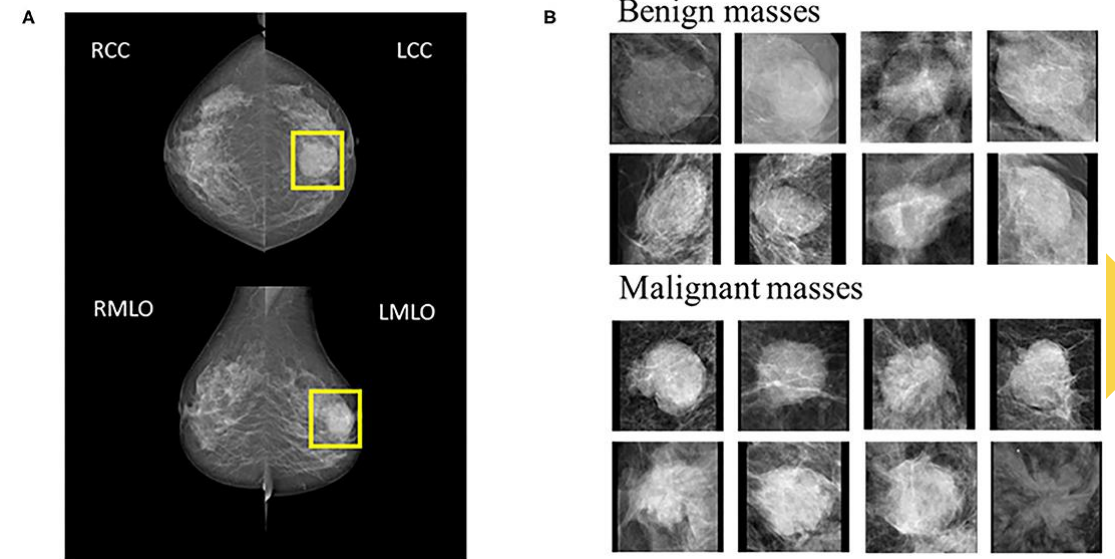 A
RCC
LCC
RMLO
LMLO
B
Benign masses
Malignant masses